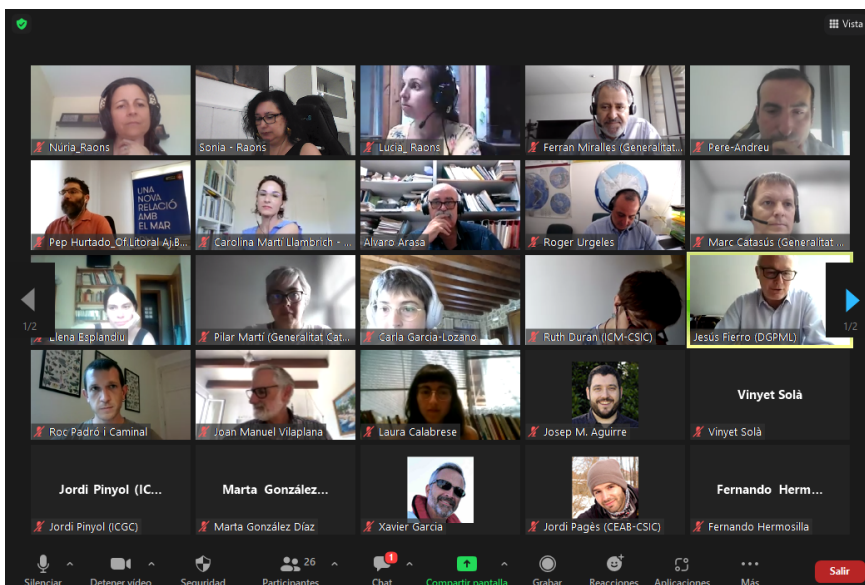 Vista
Núria_Raons
Sonia - Raons
Lucia_ Raons
Ferran Miralles (Generalitat...
Pere-Andreu
UNA
NOVA
RELACIÓ
AMB
EL MAR
Pep Hurtado_Of.Litoral Aj.B...
Carolina Martí Llambrich - ...
Alvaro Arasa
Roger Urgeles
Marc Catasús (Generalitat ...
1/2
Elena Esplandiu
Pilar Martí (Generalitat Cat...
Carla Garcia-Lozano
Ruth Duran (ICM-CSIC)
Jesús Fierro (DGPML)
1/2
Roc Padró i Caminal
Joan Manuel Vilaplana
Laura Calabrese
Josep M. Aguirre
Vinyet Solà
Vinyet Solà
Jordi Pinyol (IC...
Jordi Pinyol (ICGC)
Marta González...
Marta González Díaz
Xavier Garcia
Jordi Pagès (CEAB-CSIC)
Fernando Herm...
Fernando Hermosilla
Silenciar
Detener video
Seguridad
26
Participantes
1
Chat
Compartir pantalla
Grabar
Reacciones
Aplicaciones
Más
Salir